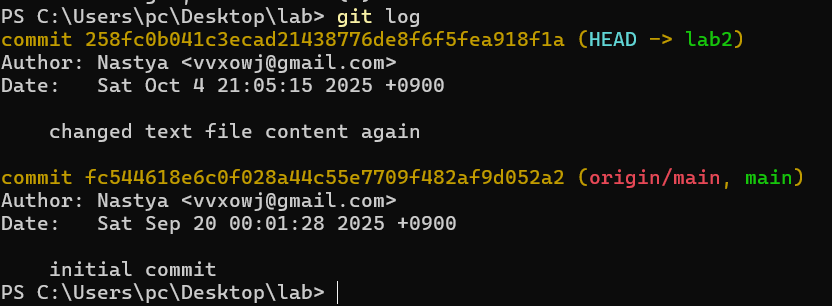 PS C:\Users\pc\Desktop\lab> git log
commit 258fc0b041c3ecad21438776de8f6f5fea918f1a (HEAD -> lab2)
Author: Nastya <vvxowj@gmail.com>
Date:   Sat Oct 4 21:05:15 2025 +0900
    changed text file content again
commit fc544618e6c0f028a44c55e7709f482af9d052a2 (origin/main, main)
Author: Nastya <vvxowj@gmail.com>
Date:   Sat Sep 20 00:01:28 2025 +0900
    initial commit
PS C:\Users\pc\Desktop\lab>